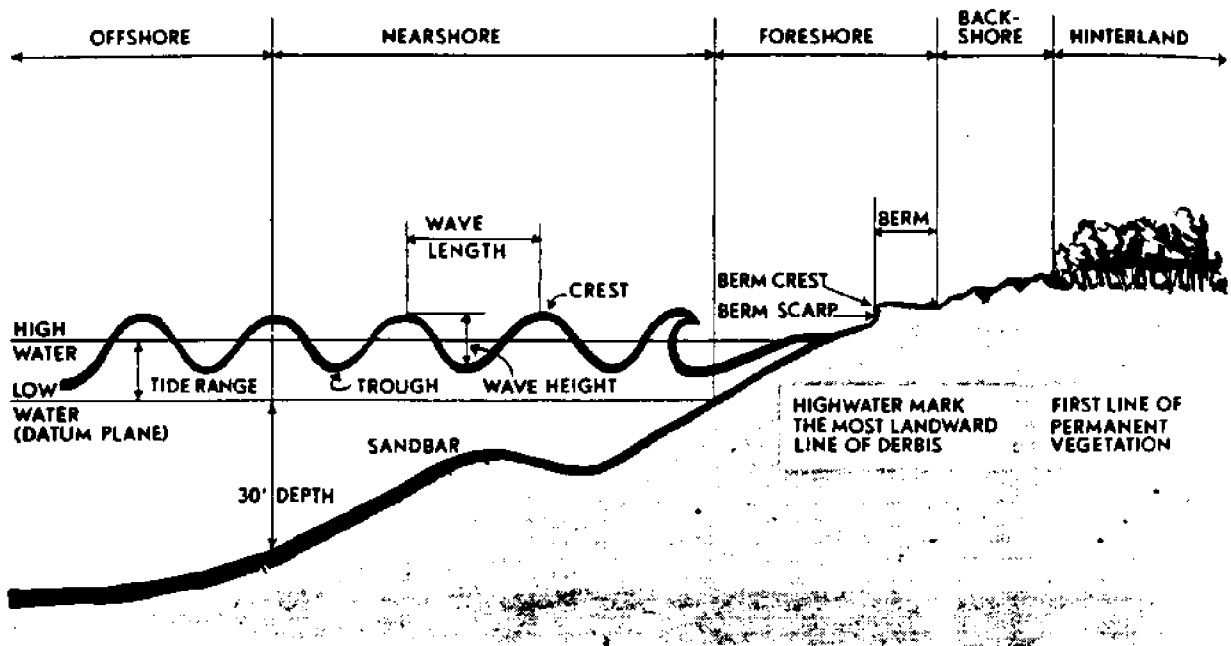 OFFSHORE
NEARSHORE
FORESHORE
BACK-
SHORE
HINTERLAND
WAVE
LENGTH
CREST
BERM
BERM CREST
BERM SCARP
HIGH
WATER
LOW
WATER
(DATUM PLANE)
TIDE RANGE
TROUGH
WAVE HEIGHT
SANDBAR
30' DEPTH
HIGHWATER MARK
THE MOST LANDWARD
LINE OF DERBIS
FIRST LINE OF
PERMANENT
VEGETATION